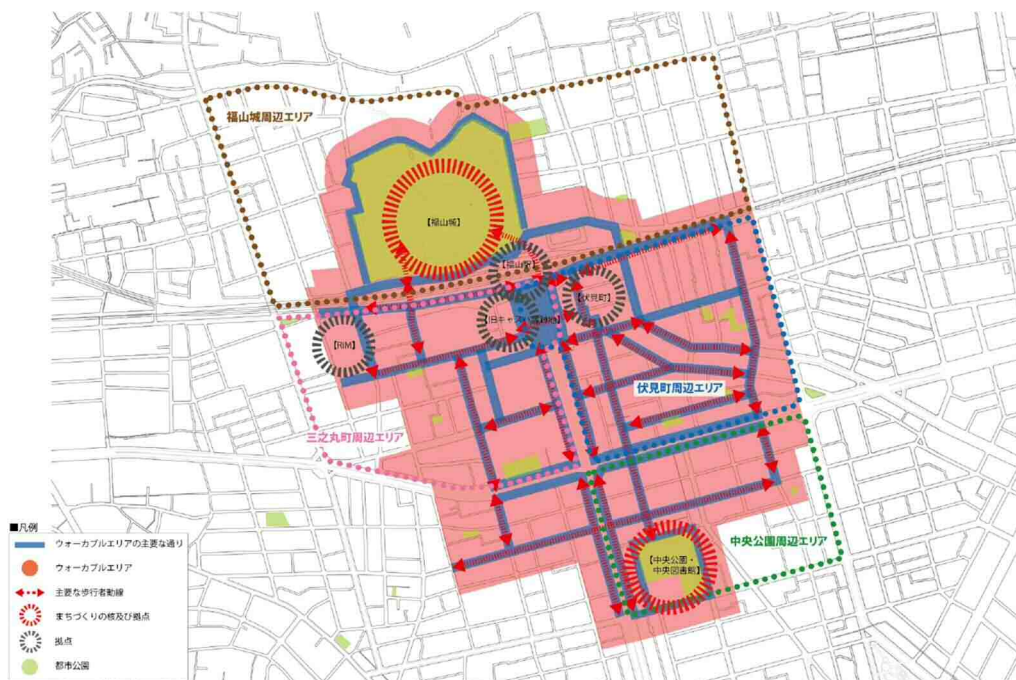 福山城周辺エリア
【福山城】
【福山駅】
【伏見町】
【旧キャスパ
【RIM】
伏見町周辺エリア
三之丸町周辺エリア
中央公園周辺エリア
【中央公園・
中央図書館】
■凡例
ウォーカブルエリアの主要な通り
ウォーカブルエリア
主要な歩行者動線
まちづくりの核及び拠点
拠点
都市公園